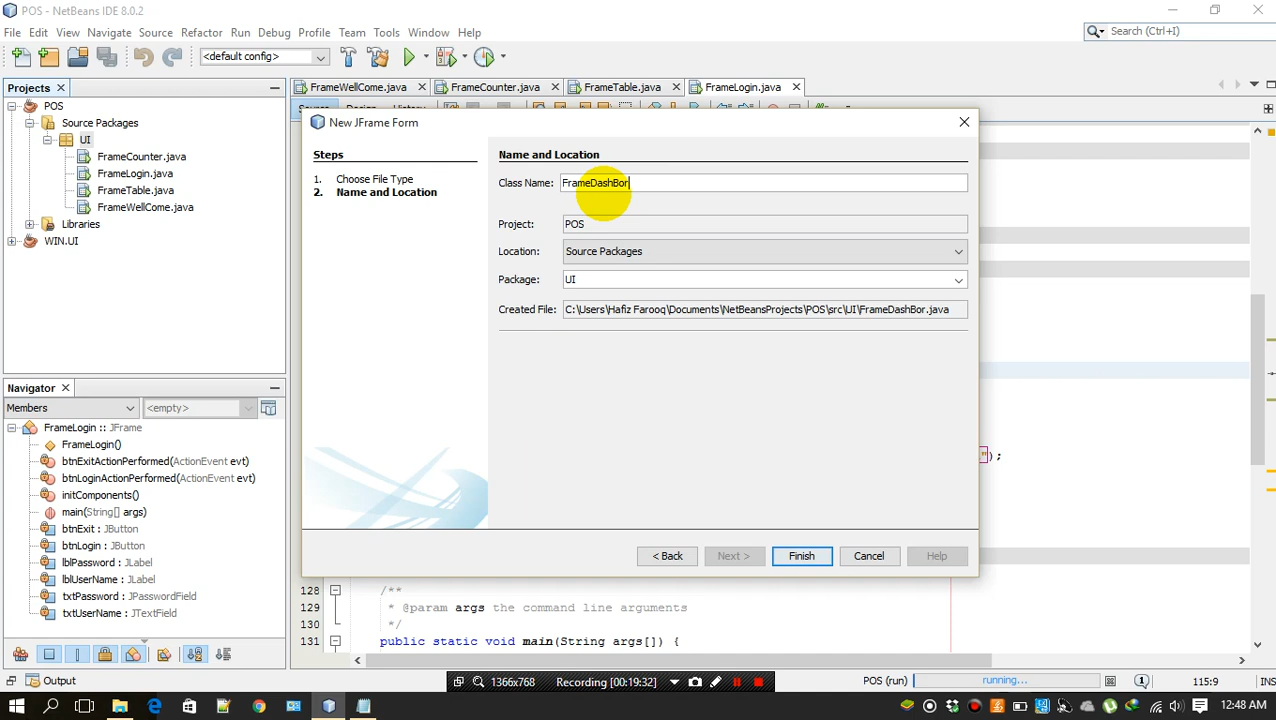 POS - NetBeans IDE 8.0.2
File Edit View Navigate Source Refactor Run Debug Profile Team Tools Window Help
Search (Ctrl+I)
<default config>
Projects
FrameWellCome.java FrameCounter.java FrameTable.java FrameLogin.java
POS
Source Packages
UI
FrameCounter.java
FrameLogin.java
FrameTable.java
FrameWellCome.java
Libraries
WIN.UI
New JFrame Form
Steps
1. Choose File Type
2. Name and Location
Name and Location
Class Name: FrameDashBor
Project: POS
Location: Source Packages
Package: UI
Created File: C:\Users\Hafiz Farooq\Documents\NetBeansProjects\POS\src\UI\FrameDashBor.java
< Back Next > Finish Cancel Help
Navigator
Members <empty>
FrameLogin :: JFrame
FrameLogin()
btnExitActionPerformed(ActionEvent evt)
btnLoginActionPerformed(ActionEvent evt)
initComponents()
main(String[] args)
btnExit : JButton
btnLogin : JButton
lblPassword : JLabel
lblUserName : JLabel
txtPassword : JPasswordField
txtUserName : JTextField
");
128 /**
129 * @param args the command line arguments
130 */
131 public static void main(String args[]) {
Output
1366x768 Recording [00:19:32]
POS (run) running... 115:9
12:48 AM